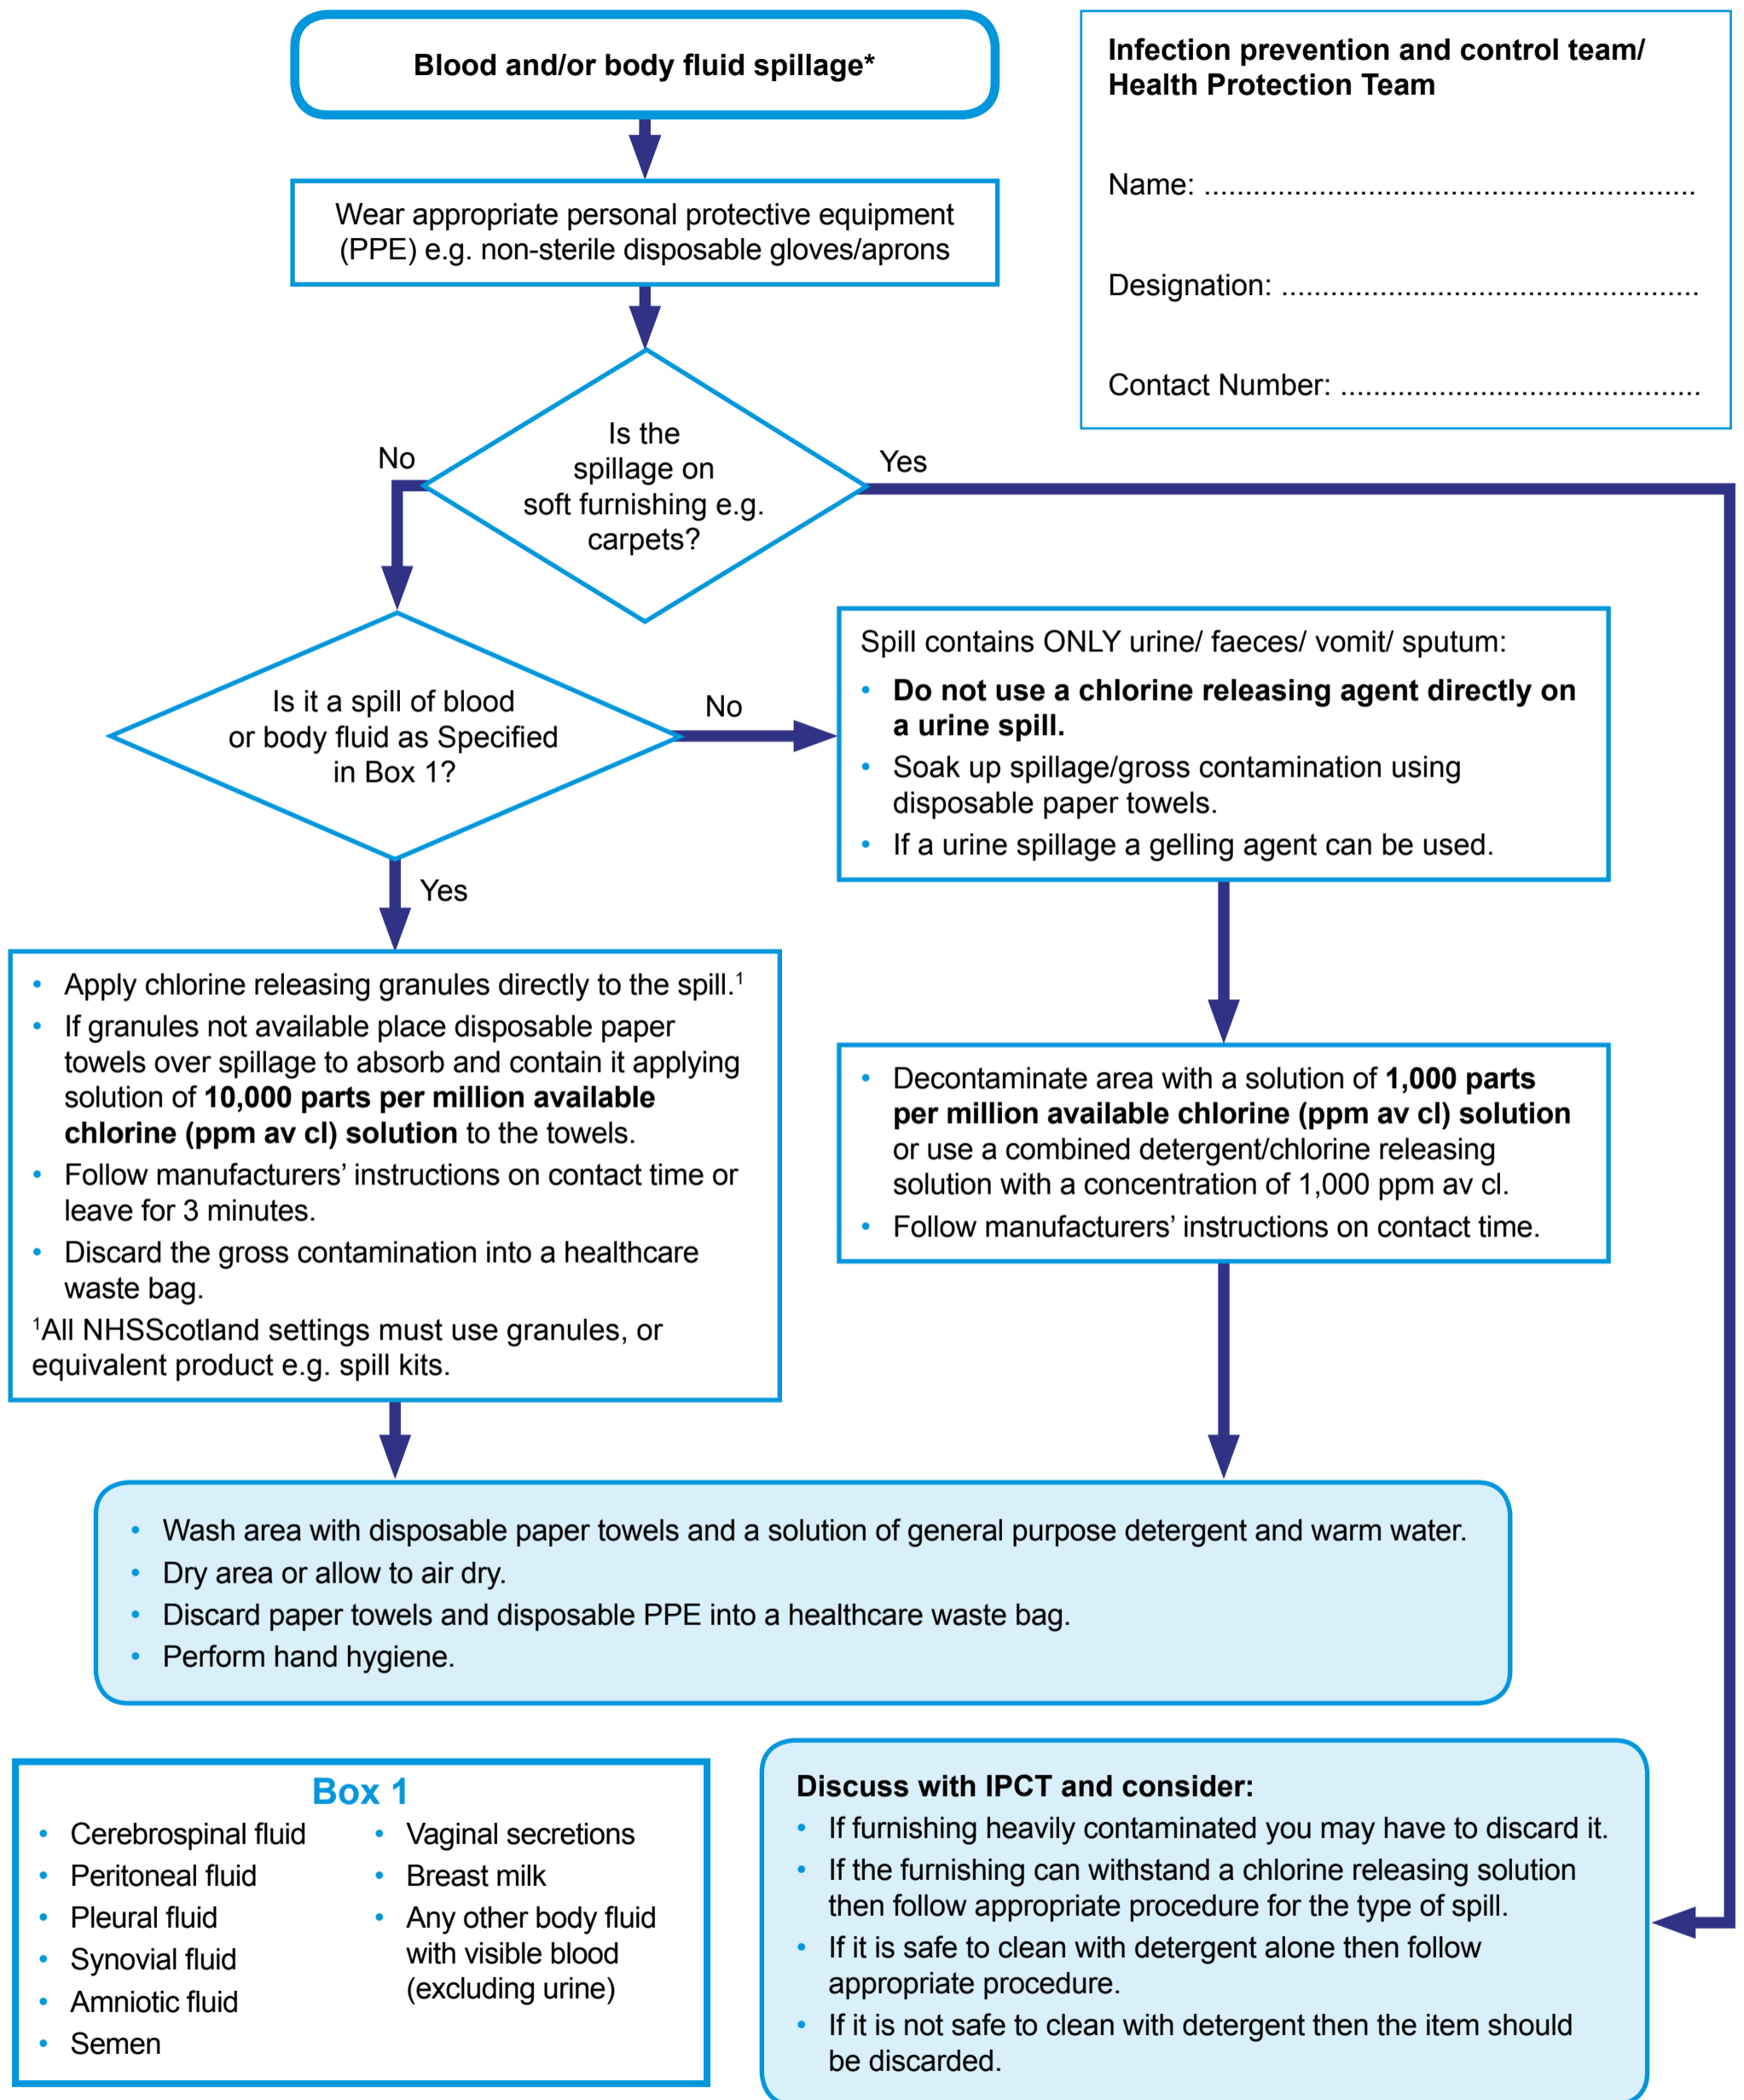 Blood and/or body fluid spillage*
Infection prevention and control team/
Health Protection Team
Name: ............................................................
Designation: ...................................................
Contact Number: ............................................
Wear appropriate personal protective equipment
(PPE) e.g. non-sterile disposable gloves/aprons
Is the
spillage on
soft furnishing e.g.
carpets?
No
Yes
Is it a spill of blood
or body fluid as Specified
in Box 1?
No
Yes
Spill contains ONLY urine/ faeces/ vomit/ sputum:
• Do not use a chlorine releasing agent directly on
a urine spill.
• Soak up spillage/gross contamination using
disposable paper towels.
• If a urine spillage a gelling agent can be used.
• Apply chlorine releasing granules directly to the spill.¹
• If granules not available place disposable paper
towels over spillage to absorb and contain it applying
solution of 10,000 parts per million available
chlorine (ppm av cl) solution to the towels.
• Follow manufacturers’ instructions on contact time or
leave for 3 minutes.
• Discard the gross contamination into a healthcare
waste bag.
¹All NHSScotland settings must use granules, or
equivalent product e.g. spill kits.
• Decontaminate area with a solution of 1,000 parts
per million available chlorine (ppm av cl) solution
or use a combined detergent/chlorine releasing
solution with a concentration of 1,000 ppm av cl.
• Follow manufacturers’ instructions on contact time.
• Wash area with disposable paper towels and a solution of general purpose detergent and warm water.
• Dry area or allow to air dry.
• Discard paper towels and disposable PPE into a healthcare waste bag.
• Perform hand hygiene.
Box 1
• Cerebrospinal fluid
• Peritoneal fluid
• Pleural fluid
• Synovial fluid
• Amniotic fluid
• Semen
• Vaginal secretions
• Breast milk
• Any other body fluid
with visible blood
(excluding urine)
Discuss with IPCT and consider:
• If furnishing heavily contaminated you may have to discard it.
• If the furnishing can withstand a chlorine releasing solution
then follow appropriate procedure for the type of spill.
• If it is safe to clean with detergent alone then follow
appropriate procedure.
• If it is not safe to clean with detergent then the item should
be discarded.